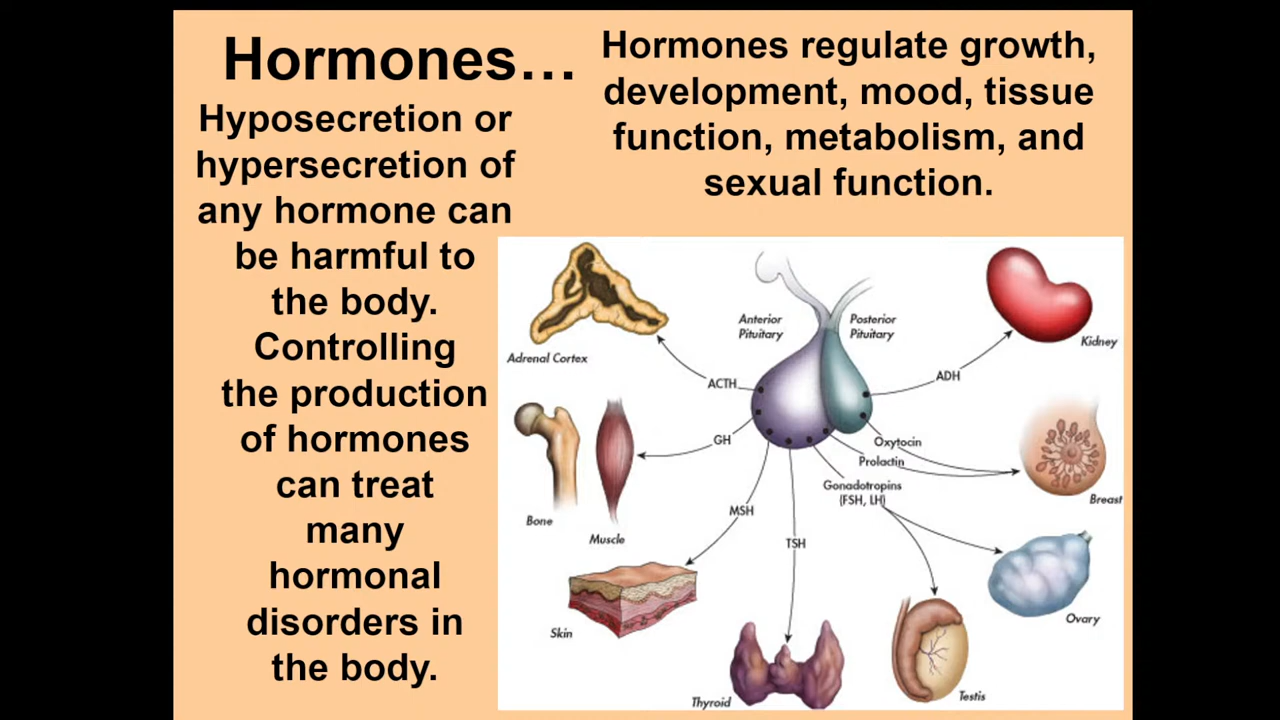 Hormones…
Hyposecretion or
hypersecretion of
any hormone can
be harmful to
the body.
Controlling
the production
of hormones
can treat
many
hormonal
disorders in
the body.
Hormones regulate growth,
development, mood, tissue
function, metabolism, and
sexual function.
Anterior
Pituitary
Posterior
Pituitary
Kidney
Adrenal Cortex
ACTH
ADH
GH
Oxytocin
Prolactin
Gonadotropins
(FSH, LH)
Breast
Bone
Muscle
MSH
TSH
Skin
Ovary
Thyroid
Testis